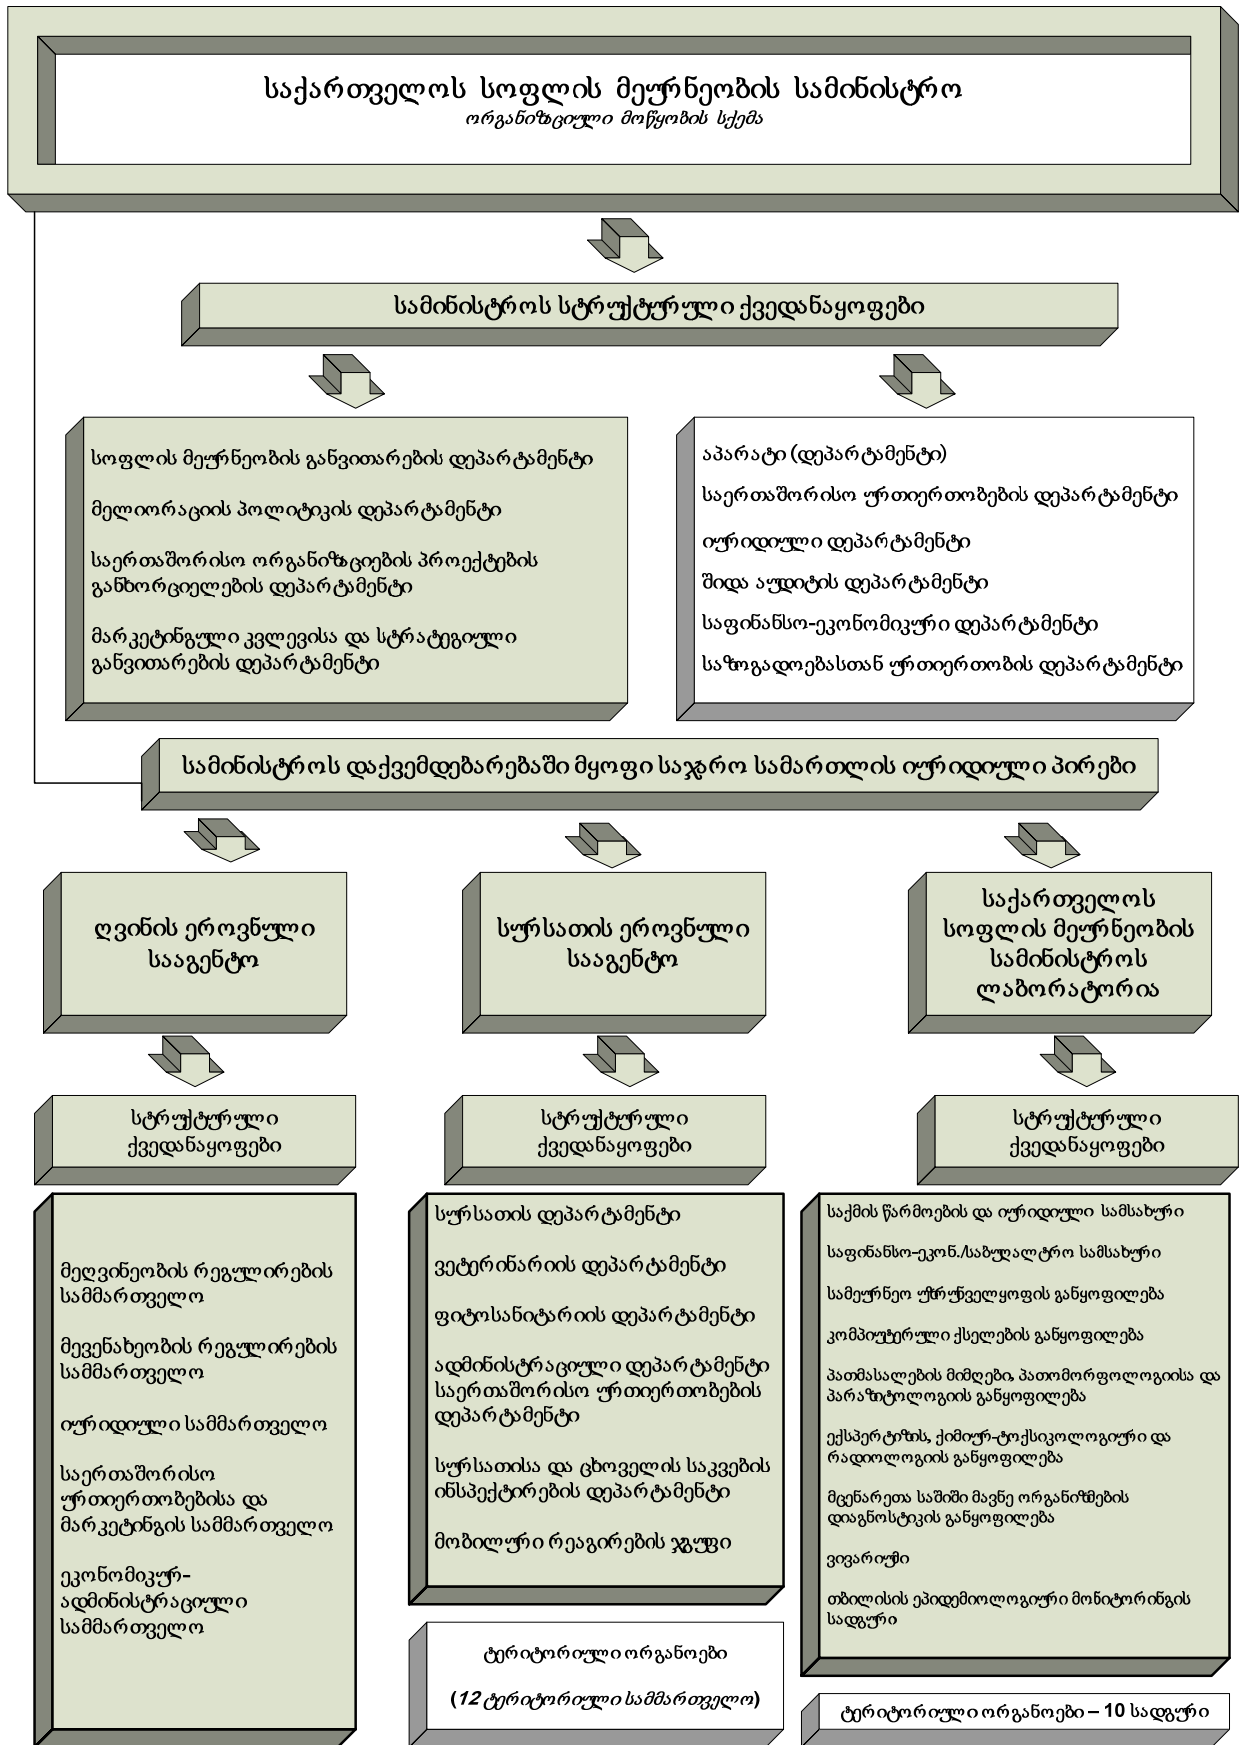 საქართველოს სოფლის მეურნეობის სამინისტრო
ორგანიზაციული მოწყობის სქემა
სამინისტროს სტრუქტურული ქვედანაყოფები
სოფლის მეურნეობის განვითარების დეპარტამენტი
მელიორაციის პოლიტიკის დეპარტამენტი
საერთაშორისო ორგანიზაციების პროექტების
განხორციელების დეპარტამენტი
მარკეტინგული კვლევისა და სტრატეგიული
განვითარების დეპარტამენტი
აპარატი (დეპარტამენტი)
საერთაშორისო ურთიერთობების დეპარტამენტი
იურიდიული დეპარტამენტი
შიდა აუდიტის დეპარტამენტი
საფინანსო-ეკონომიკური დეპარტამენტი
საზოგადოებასთან ურთიერთობის დეპარტამენტი
სამინისტროს დაქვემდებარებაში მყოფი საჯარო სამართლის იურიდიული პირები
ღვინის ეროვნული
სააგენტო
სტრუქტურული
ქვედანაყოფები
მეღვინეობის რეგულირების
სამმართველო
მევენახეობის რეგულირების
სამმართველო
იურიდიული სამმართველო
საერთაშორისო
ურთიერთობებისა და
მარკეტინგის სამმართველო
ეკონომიკურ-
ადმინისტრაციული
სამმართველო
სურსათის ეროვნული
სააგენტო
სტრუქტურული
ქვედანაყოფები
სურსათის დეპარტამენტი
ვეტერინარიის დეპარტამენტი
ფიტოსანიტარიის დეპარტამენტი
ადმინისტრაციული დეპარტამენტი
საერთაშორისო ურთიერთობების
დეპარტამენტი
სურსათისა და ცხოველის საკვების
ინსპექტირების დეპარტამენტი
მობილური რეაგირების ჯგუფი
ტერიტორიული ორგანოები
(12 ტერიტორიული სამმართველო)
საქართველოს
სოფლის მეურნეობის
სამინისტროს
ლაბორატორია
სტრუქტურული
ქვედანაყოფები
საქმის წარმოების და იურიდიული სამსახური
საფინანსო-ეკონ./საბუღალტრო სამსახური
სამეურნეო უზრუნველყოფის განყოფილება
კომპიუტერული ქსელების განყოფილება
პათმასალების მიმღები, პათომორფოლოგიისა და
პარაზიტოლოგიის განყოფილება
ექსპერტიზის, ქიმიურ-ტოქსიკოლოგიური და
რადიოლოგიის განყოფილება
მცენარეთა საშიში მავნე ორგანიზმების
დიაგნოსტიკის განყოფილება
ვივარიუმი
თბილისის ეპიდემიოლოგიური მონიტორინგის
სადგური
ტერიტორიული ორგანოები – 10 სადგური